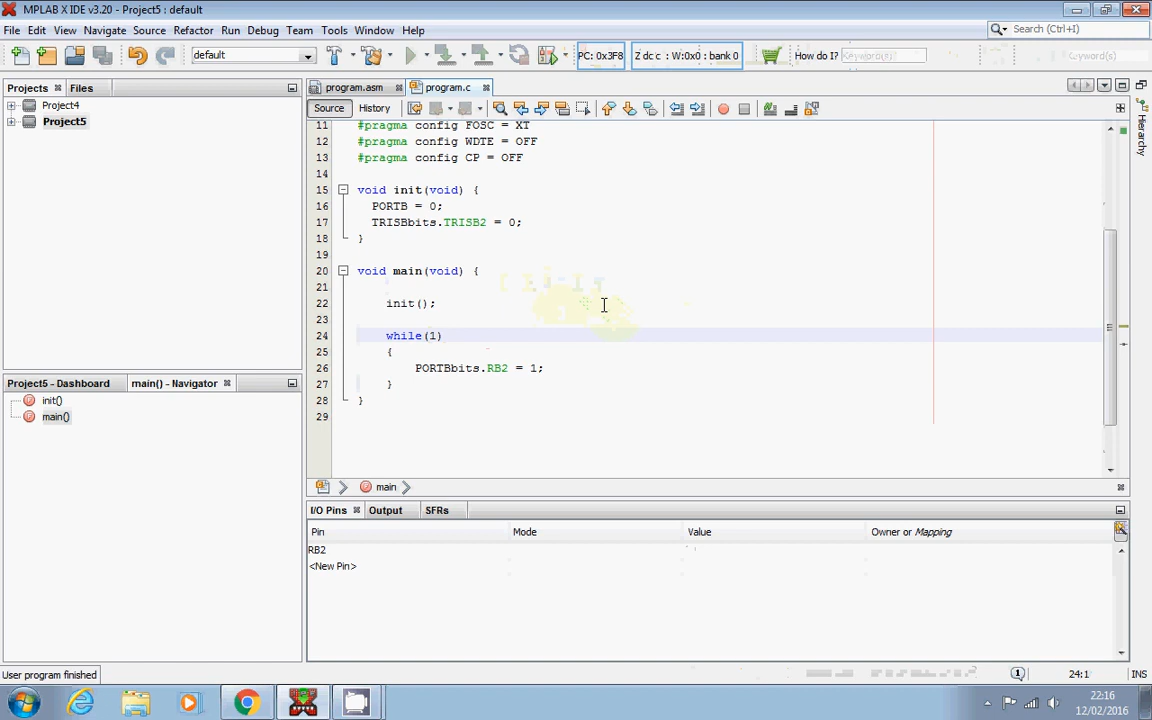 MPLAB X IDE v3.20 - Project5 : default
File Edit View Navigate Source Refactor Run Debug Team Tools Window Help
Search (Ctrl+I)
default
PC: 0x3F8
Z dc c : W:0x0 : bank 0
How do I? Keyword(s)
Projects
Files
program.asm
program.c
Project4
Project5
Source
History
Hierarchy
11 #pragma config FOSC = XT
12 #pragma config WDTE = OFF
13 #pragma config CP = OFF
14
15 void init(void) {
16 PORTB = 0;
17 TRISBbits.TRISB2 = 0;
18 }
19
20 void main(void) {
21
22 init();
23
24 while(1)
25 {
26 PORTBbits.RB2 = 1;
27 }
28 }
29
Project5 - Dashboard
main() - Navigator
init()
main()
main
I/O Pins
Output
SFRs
Pin Mode Value Owner or Mapping
RB2
<New Pin>
User program finished
1
24:1
INS
22:16
12/02/2016